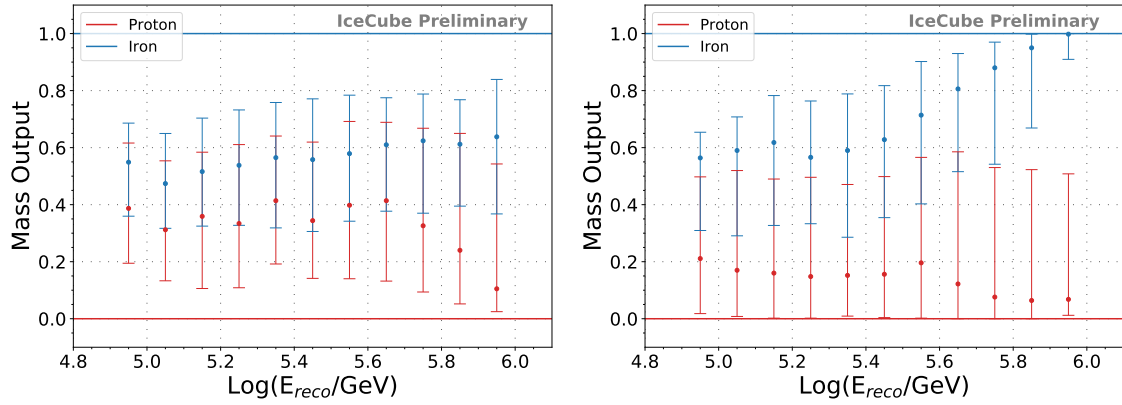 IceCube Preliminary
Proton
Iron
Mass Output
1.0
0.8
0.6
0.4
0.2
0.0
4.8 5.0 5.2 5.4 5.6 5.8 6.0
Log(E_reco/GeV)
IceCube Preliminary
Proton
Iron
Mass Output
1.0
0.8
0.6
0.4
0.2
0.0
4.8 5.0 5.2 5.4 5.6 5.8 6.0
Log(E_reco/GeV)